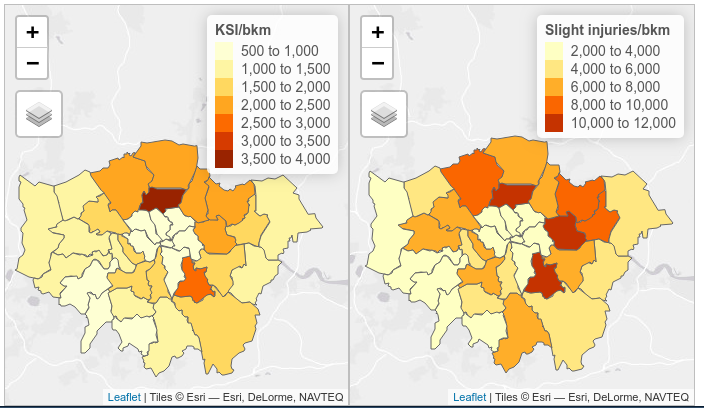 +
−
KSI/bkm
500 to 1,000
1,000 to 1,500
1,500 to 2,000
2,000 to 2,500
2,500 to 3,000
3,000 to 3,500
3,500 to 4,000
Leaflet | Tiles © Esri — Esri, DeLorme, NAVTEQ
+
−
Slight injuries/bkm
2,000 to 4,000
4,000 to 6,000
6,000 to 8,000
8,000 to 10,000
10,000 to 12,000
Leaflet | Tiles © Esri — Esri, DeLorme, NAVTEQ